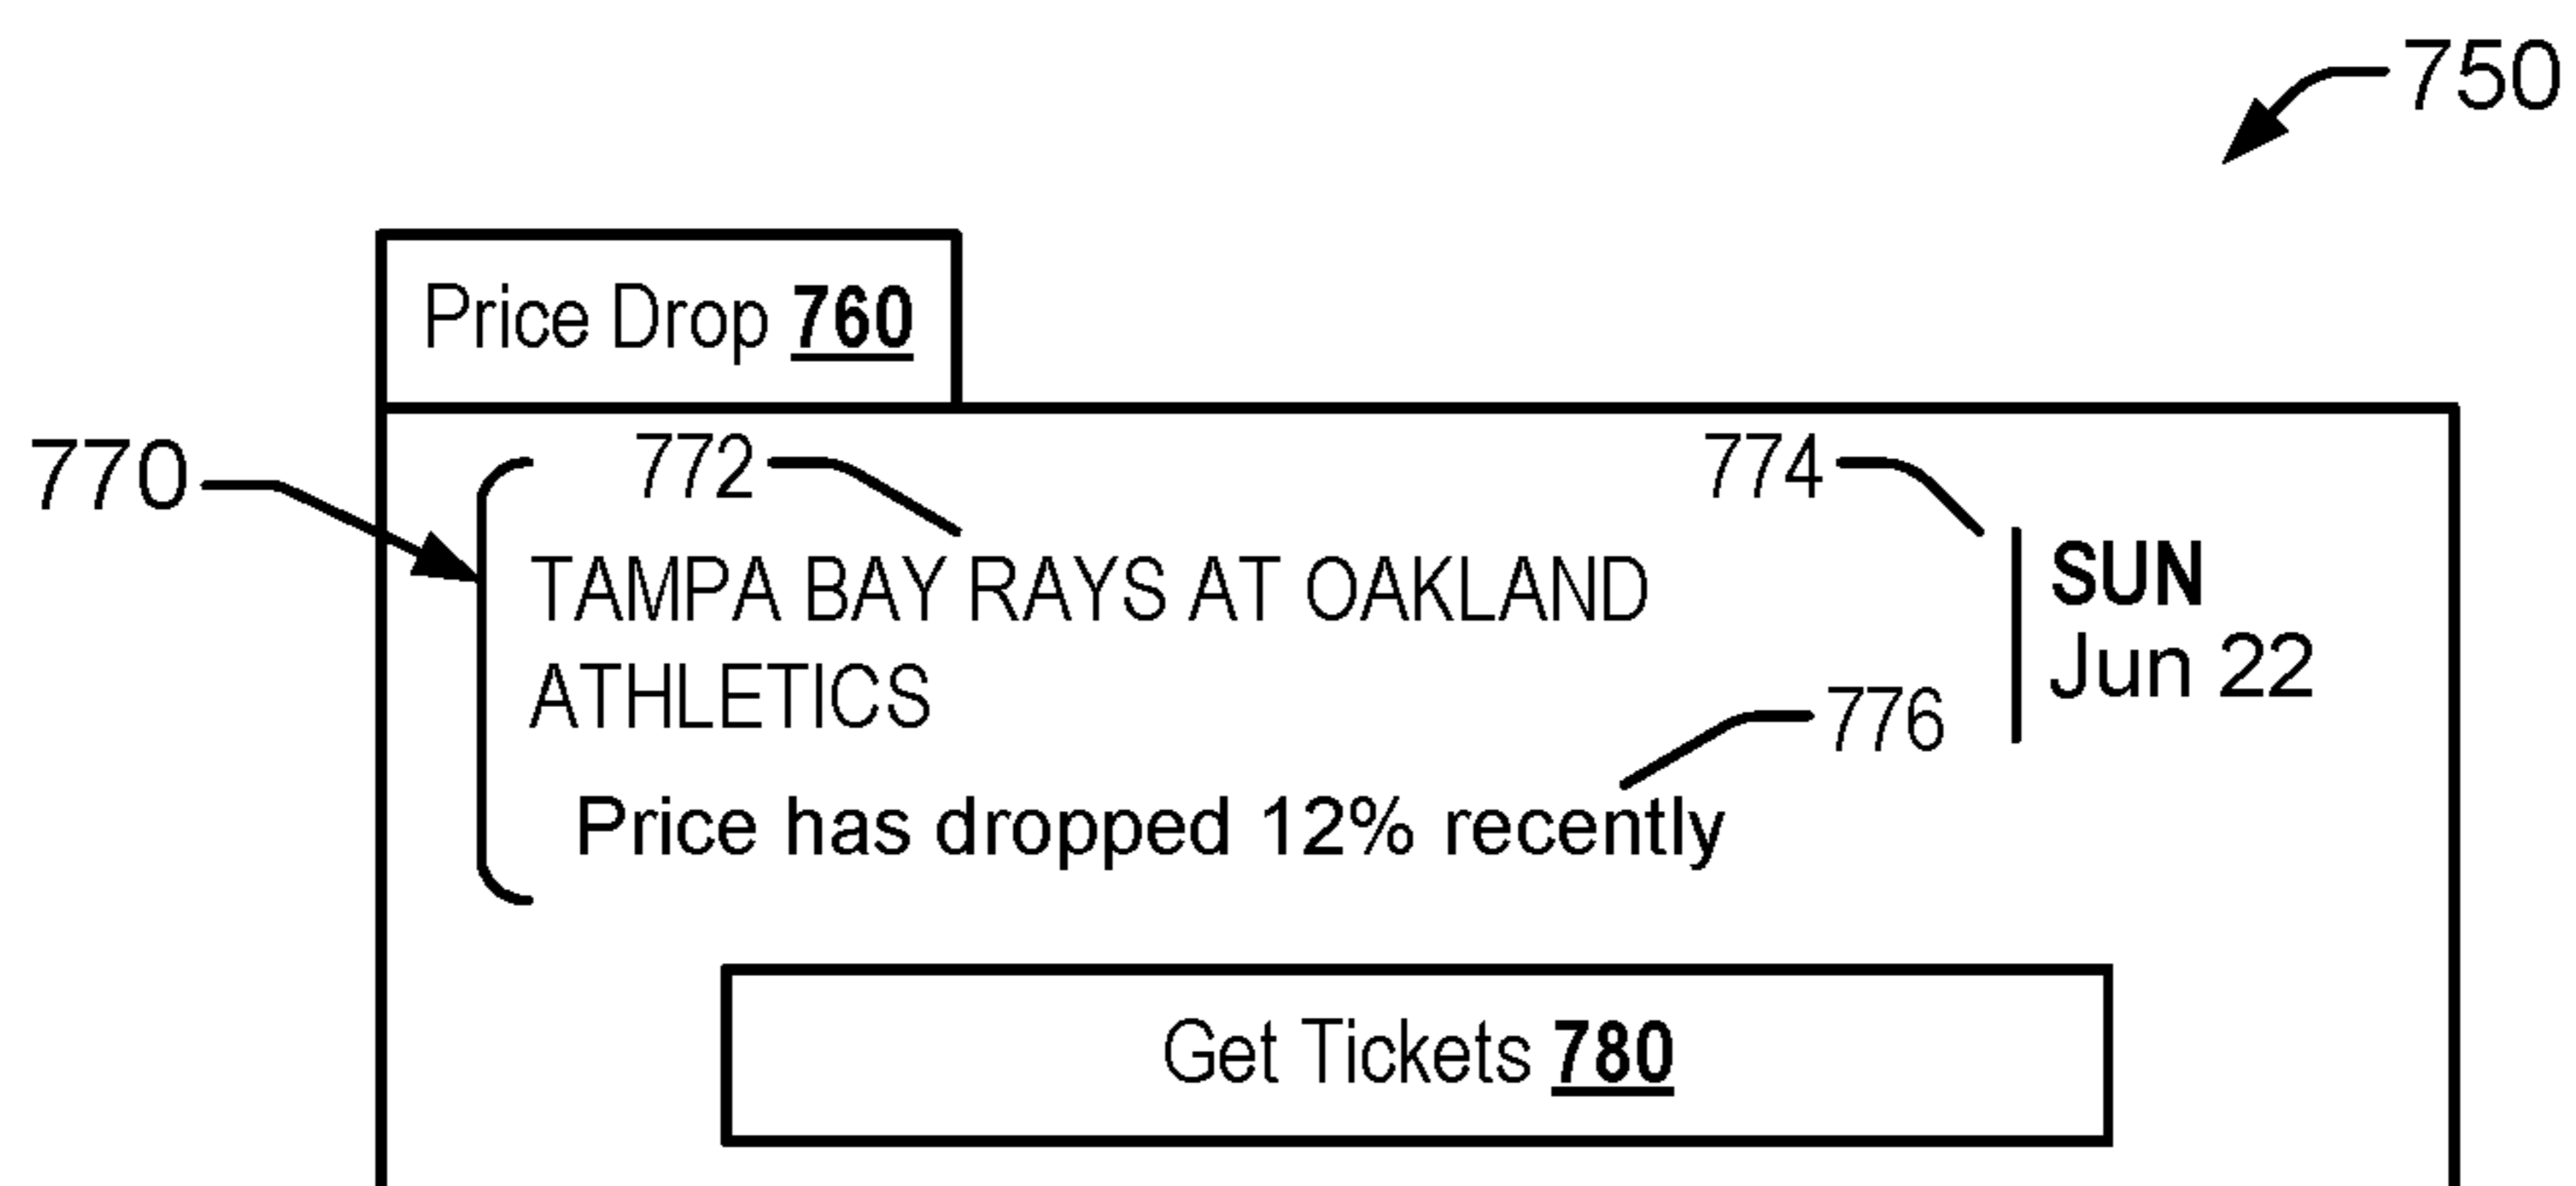 750
Price Drop 760
770
772
774
TAMPA BAY RAYS AT OAKLAND
ATHLETICS
SUN
Jun 22
776
Price has dropped 12% recently
Get Tickets 780